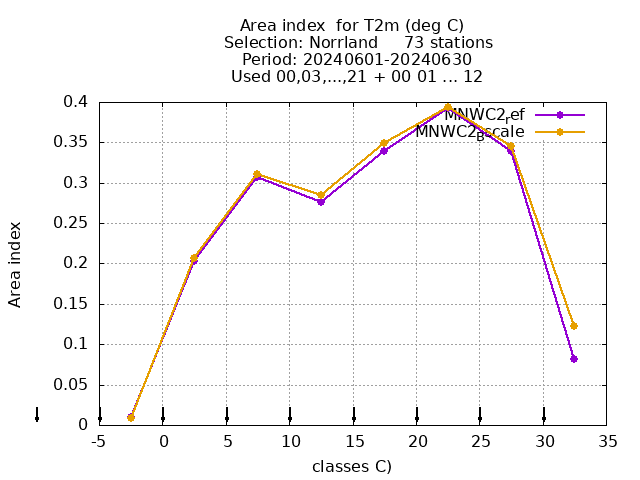 Area index  for T2m (deg C)
Selection: Norrland     73 stations
Period: 20240601-20240630
Used 00,03,...,21 + 00 01 ... 12
MNWC2ref
MNWC2Bscale
0.4
0.35
0.3
0.25
0.2
0.15
0.1
0.05
0
Area index
-5 0 5 10 15 20 25 30 35
classes C)